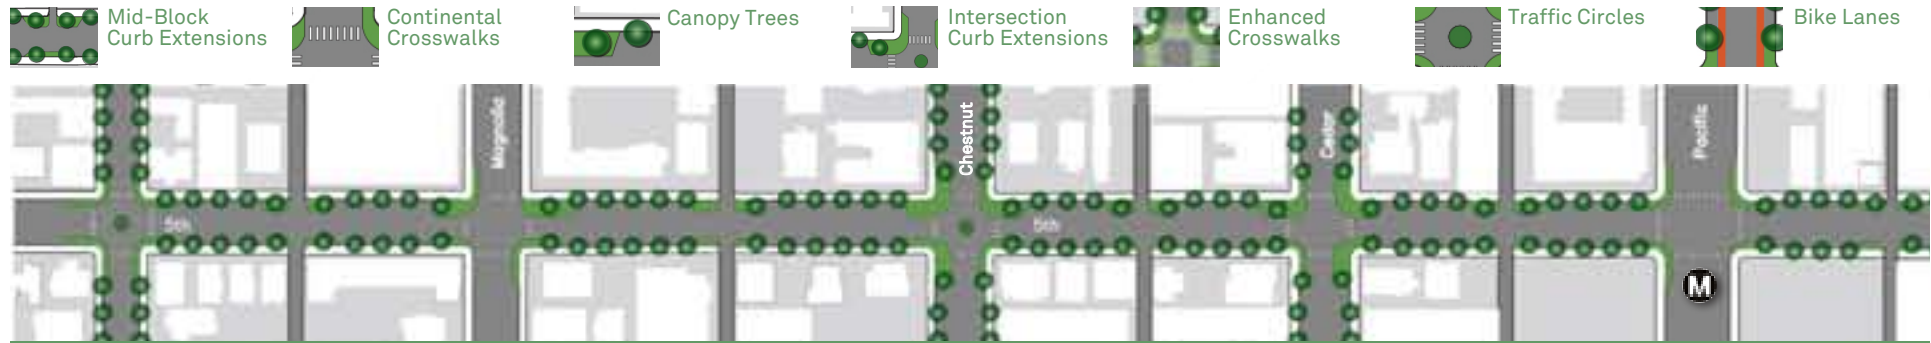 Mid-Block
Curb Extensions
Continental
Crosswalks
Canopy Trees
Intersection
Curb Extensions
Enhanced
Crosswalks
Traffic Circles
Bike Lanes
Magnolia
Chestnut
Cedar
Pacific
5th
5th
M